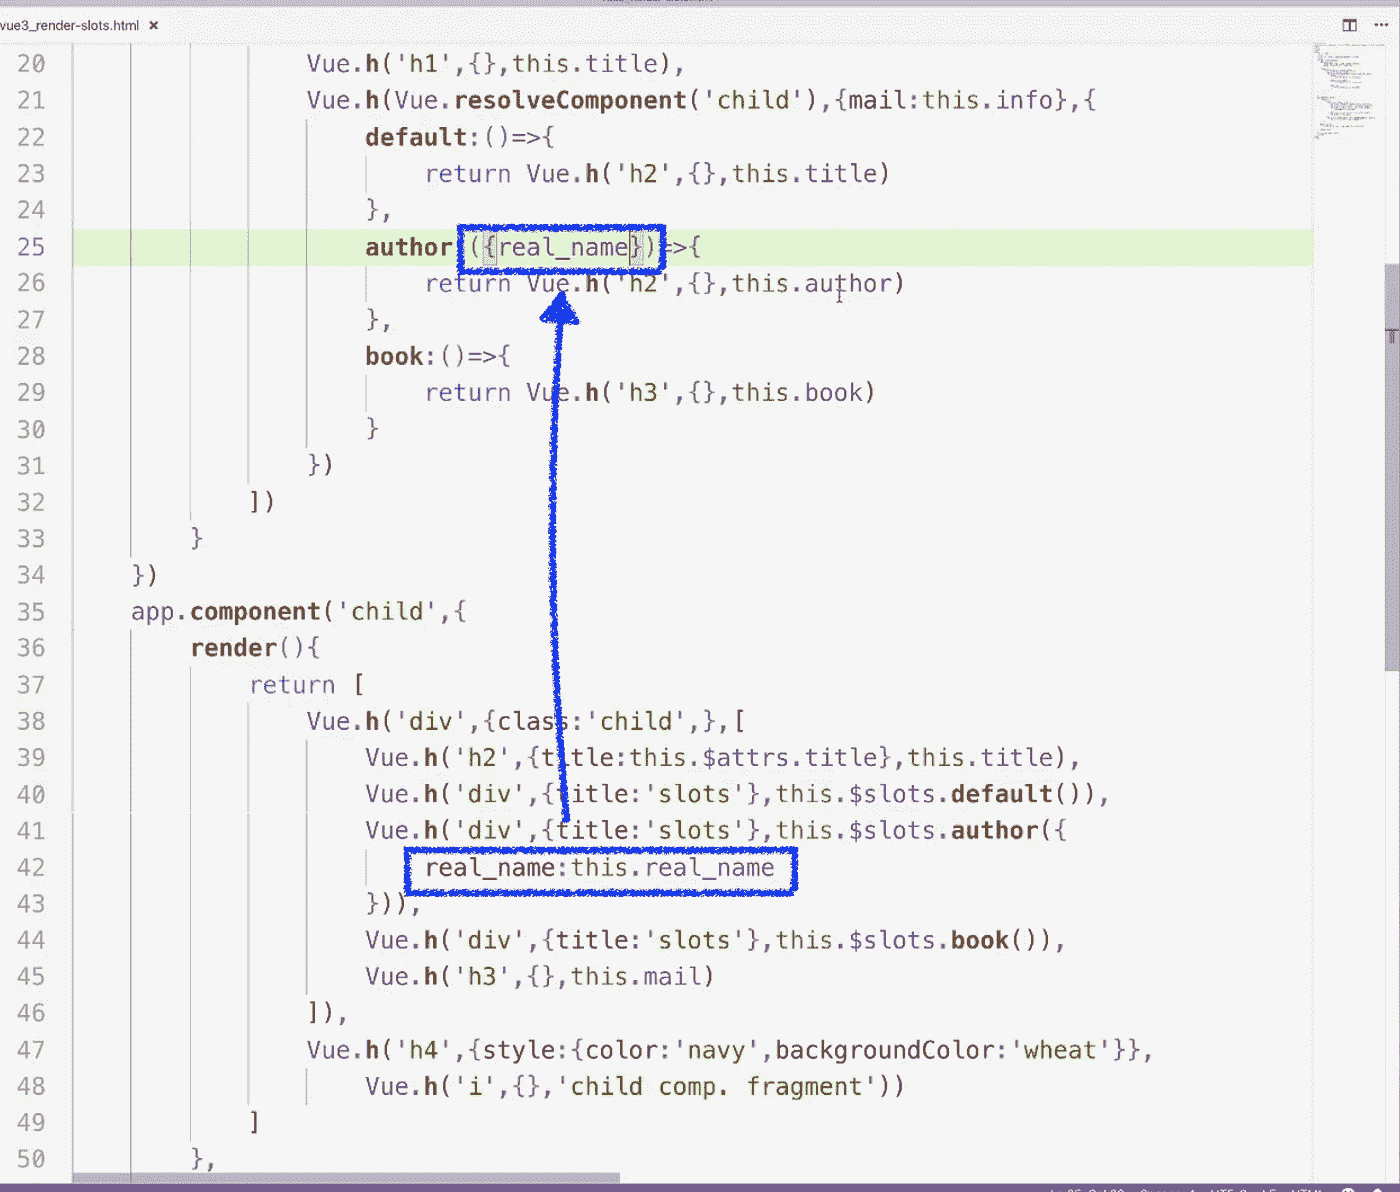 vue3_render-slots.html ×
20 Vue.h('h1',{},this.title),
21 Vue.h(Vue.resolveComponent('child'),{mail:this.info},{
22 default:()=>{
23 return Vue.h('h2',{},this.title)
24 },
25 author ({real_name})=>{
26 return Vue.h('h2',{},this.author)
27 },
28 book:()=>{
29 return Vue.h('h3',{},this.book)
30 }
31 })
32 ])
33 }
34 })
35 app.component('child',{
36 render(){
37 return [
38 Vue.h('div',{class:'child',},[
39 Vue.h('h2',{title:this.$attrs.title},this.title),
40 Vue.h('div',{title:'slots'},this.$slots.default()),
41 Vue.h('div',{title:'slots'},this.$slots.author({
42 real_name:this.real_name
43 })),
44 Vue.h('div',{title:'slots'},this.$slots.book()),
45 Vue.h('h3',{},this.mail)
46 ]),
47 Vue.h('h4',{style:{color:'navy',backgroundColor:'wheat'}},
48 Vue.h('i',{},'child comp. fragment'))
49 ]
50 },